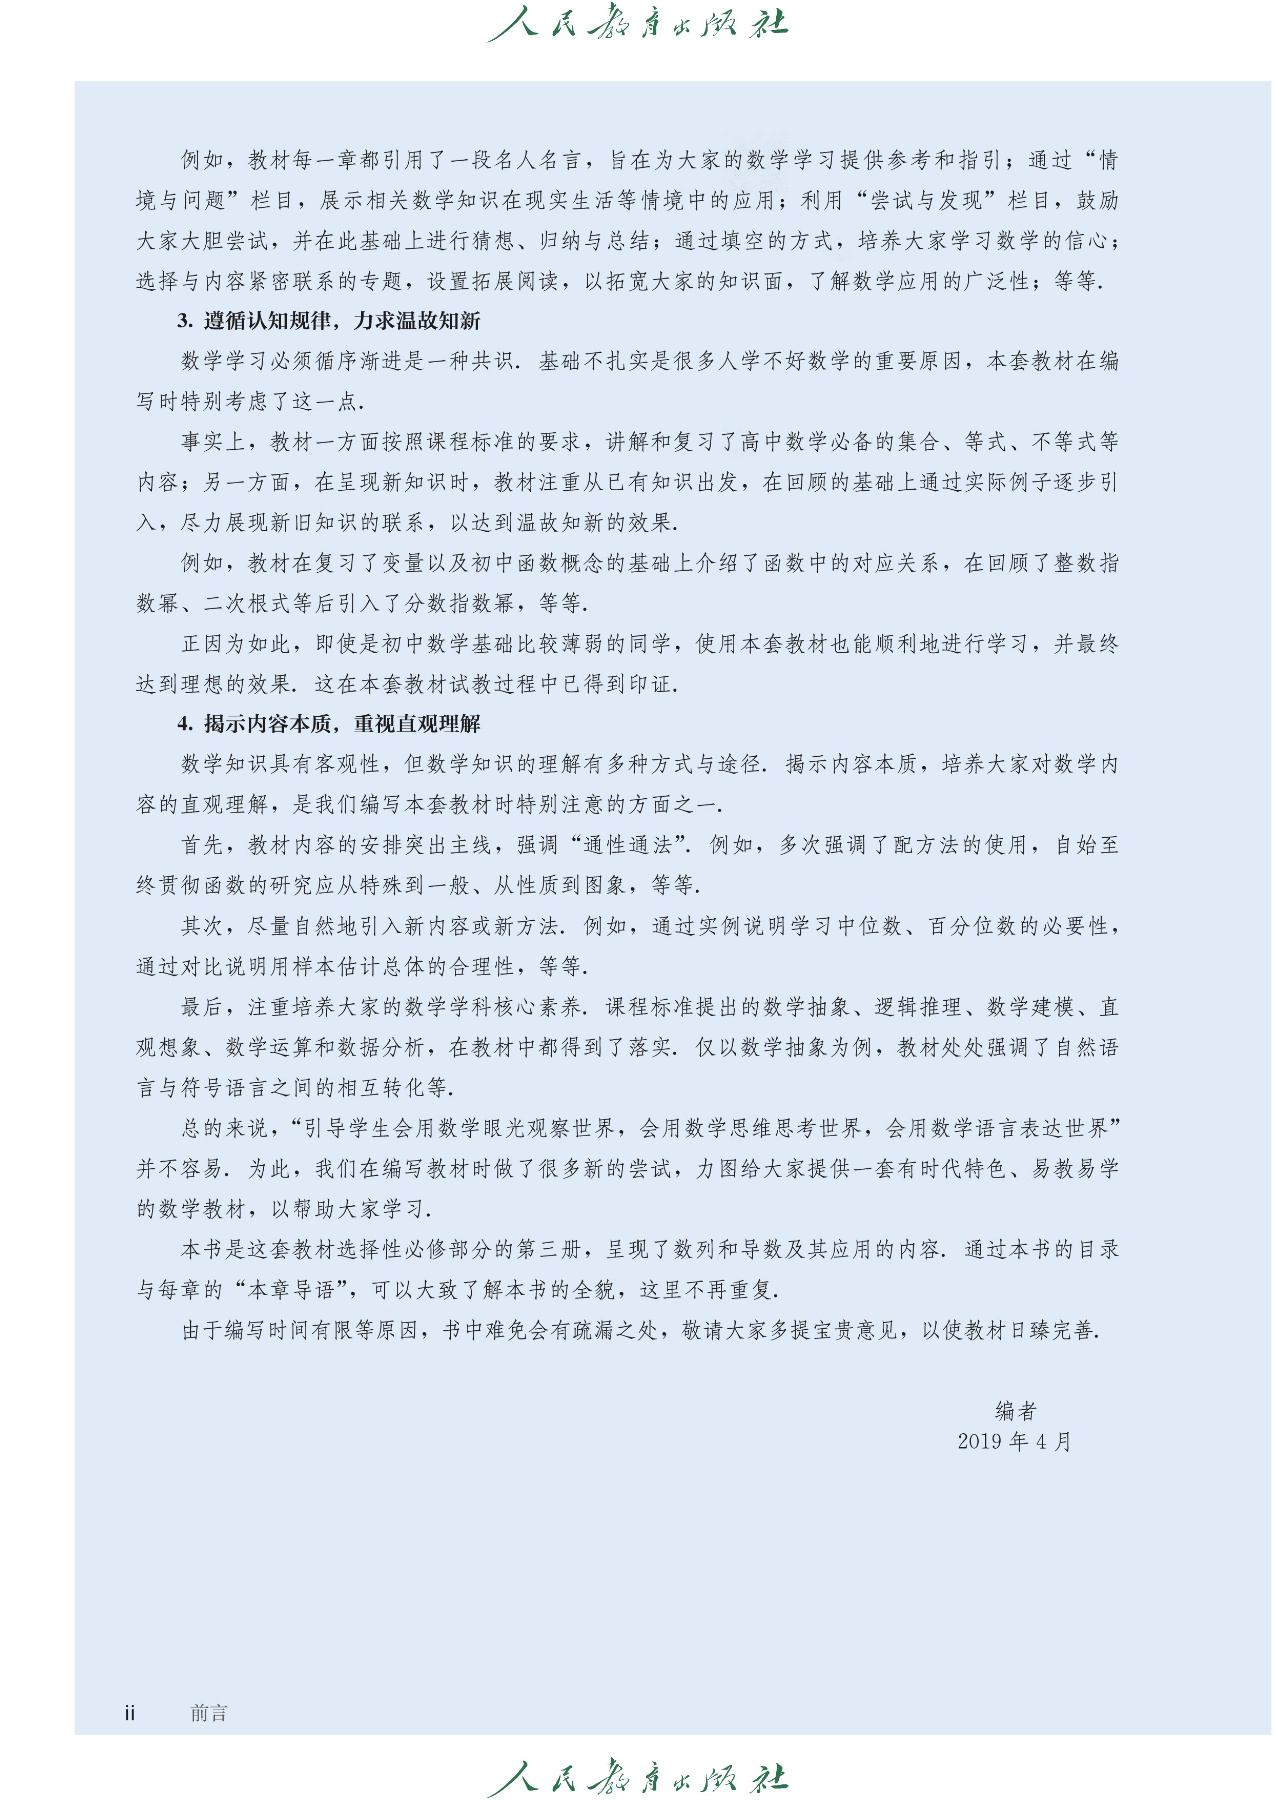 人民教育出版社
例如，教材每一章都引用了一段名人名言，旨在为大家的数学学习提供参考和指引；通过“情
境与问题”栏目，展示相关数学知识在现实生活等情境中的应用；利用“尝试与发现”栏目，鼓励
大家大胆尝试，并在此基础上进行猜想、归纳与总结；通过填空的方式，培养大家学习数学的信心；
选择与内容紧密联系的专题，设置拓展阅读，以拓宽大家的知识面，了解数学应用的广泛性；等等．
3. 遵循认知规律，力求温故知新
数学学习必须循序渐进是一种共识．基础不扎实是很多人学不好数学的重要原因，本套教材在编
写时特别考虑了这一点．
事实上，教材一方面按照课程标准的要求，讲解和复习了高中数学必备的集合、等式、不等式等
内容；另一方面，在呈现新知识时，教材注重从已有知识出发，在回顾的基础上通过实际例子逐步引
入，尽力展现新旧知识的联系，以达到温故知新的效果．
例如，教材在复习了变量以及初中函数概念的基础上介绍了函数中的对应关系，在回顾了整数指
数幂、二次根式等后引入了分数指数幂，等等．
正因为如此，即使是初中数学基础比较薄弱的同学，使用本套教材也能顺利地进行学习，并最终
达到理想的效果．这在本套教材试教过程中已得到印证．
4. 揭示内容本质，重视直观理解
数学知识具有客观性，但数学知识的理解有多种方式与途径．揭示内容本质，培养大家对数学内
容的直观理解，是我们编写本套教材时特别注意的方面之一．
首先，教材内容的安排突出主线，强调“通性通法”．例如，多次强调了配方法的使用，自始至
终贯彻函数的研究应从特殊到一般、从性质到图象，等等．
其次，尽量自然地引入新内容或新方法．例如，通过实例说明学习中位数、百分位数的必要性，
通过对比说明用样本估计总体的合理性，等等．
最后，注重培养大家的数学学科核心素养．课程标准提出的数学抽象、逻辑推理、数学建模、直
观想象、数学运算和数据分析，在教材中都得到了落实．仅以数学抽象为例，教材处处强调了自然语
言与符号语言之间的相互转化等．
总的来说，“引导学生会用数学眼光观察世界，会用数学思维思考世界，会用数学语言表达世界”
并不容易．为此，我们在编写教材时做了很多新的尝试，力图给大家提供一套有时代特色、易教易学
的数学教材，以帮助大家学习．
本书是这套教材选择性必修部分的第三册，呈现了数列和导数及其应用的内容．通过本书的目录
与每章的“本章导语”，可以大致了解本书的全貌，这里不再重复．
由于编写时间有限等原因，书中难免会有疏漏之处，敬请大家多提宝贵意见，以使教材日臻完善．
编者
2019 年 4 月
ii 前言
人民教育出版社